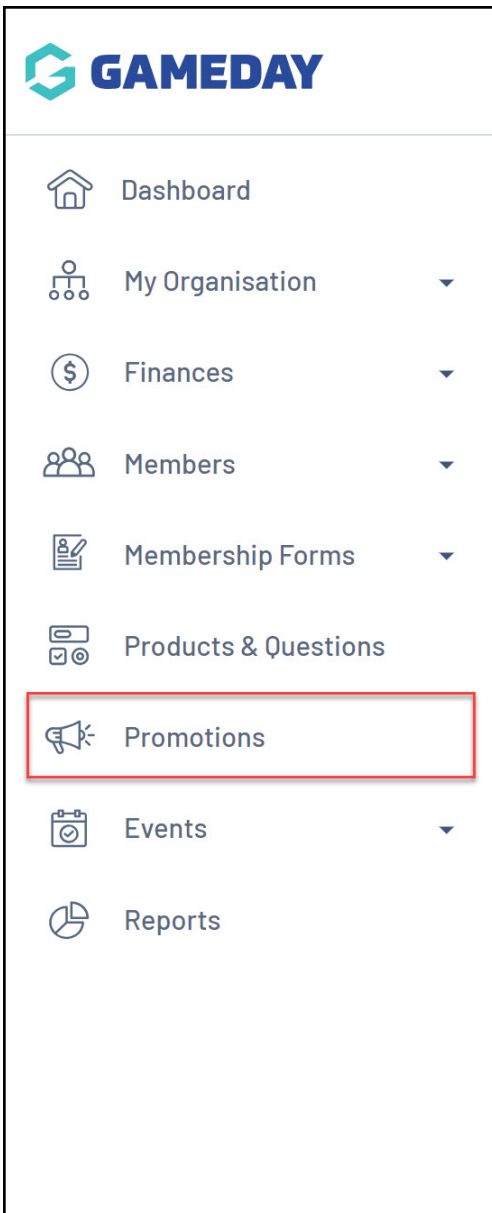 GAMEDAY
Dashboard
My Organisation
Finances
Members
Membership Forms
Products & Questions
Promotions
Events
Reports